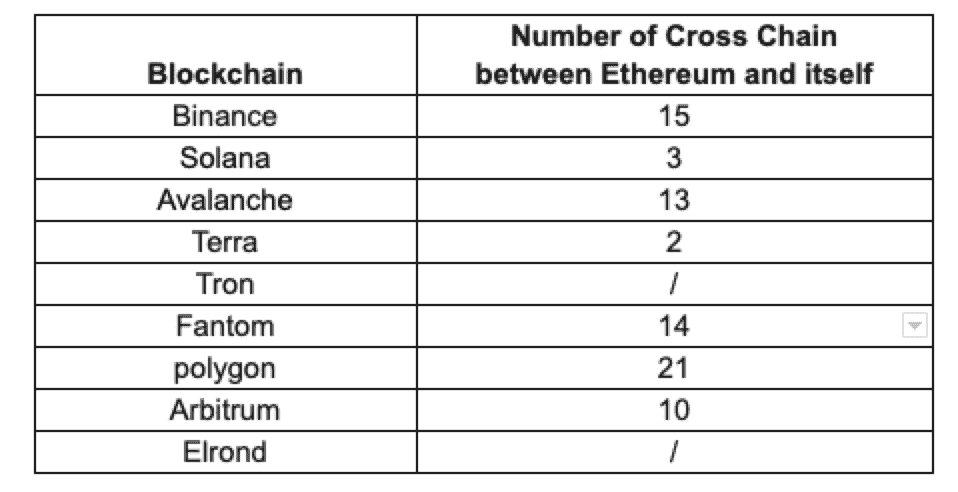 Blockchain Number of Cross Chain between Ethereum and itself
Binance 15
Solana 3
Avalanche 13
Terra 2
Tron /
Fantom 14
polygon 21
Arbitrum 10
Elrond /